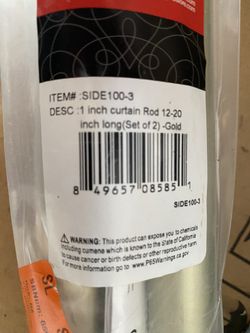 ITEM# :SIDE100-3
DESC :1 inch curtain Rod 12-20
inch long(Set of 2) -Gold
8 49657 08585 1
SIDE100-3
WARNING: This product can expose you to chemicals
including cumene which is known to the State of California
to cause cancer or birth defects or other reproductive harm
For more information go to www.P65Warnings.ca.gov
SL